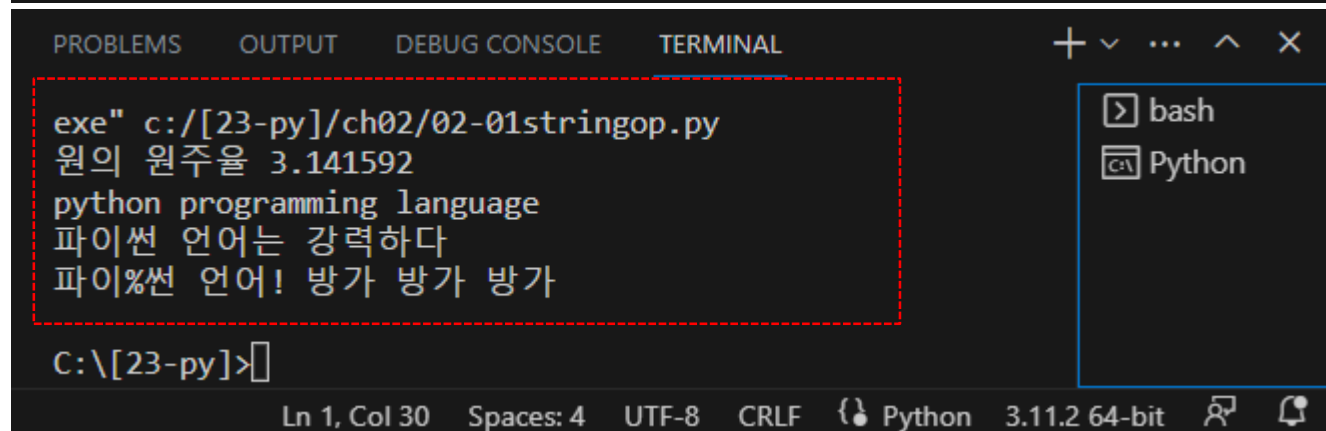 PROBLEMS OUTPUT DEBUG CONSOLE TERMINAL
exe" c:/[23-py]/ch02/02-01stringop.py
원의 원주율 3.141592
python programming language
파이썬 언어는 강력하다
파이%썬 언어! 방가 방가 방가
C:\[23-py]>
bash
Python
Ln 1, Col 30 Spaces: 4 UTF-8 CRLF Python 3.11.2 64-bit